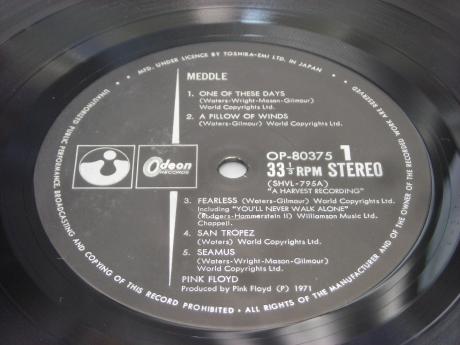 MFD. UNDER LICENCE BY TOSHIBA-EMI LTD. IN JAPAN
MEDDLE
1. ONE OF THESE DAYS
(Waters-Wright-Mason-Gilmour)
World Copyrights Ltd.
2. A PILLOW OF WINDS
(Waters-Gilmour) World Copyrights Ltd.
Odeon
RECORDS
OP-80375 1
33⅓ RPM STEREO
(SHVL-795A)
"A HARVEST RECORDING"
3. FEARLESS (Waters-Gilmour) World Copyrights Ltd.
Including "YOU'LL NEVER WALK ALONE"
(Rodgers-Hammerstein II) Williamson Music Ltd.
Chappell.
4. SAN TROPEZ
(Waters) World Copyrights Ltd.
5. SEAMUS
(Waters-Wright-Mason-Gilmour)
World Copyrights Ltd.
PINK FLOYD
Produced by Pink Floyd (P) 1971
UNAUTHORIZED PUBLIC PERFORMANCE, BROADCASTING AND COPYING OF THIS RECORD PROHIBITED • ALL RIGHTS OF THE MANUFACTURER AND OF THE OWNER OF THE RECORDED WORK ARE RESERVED